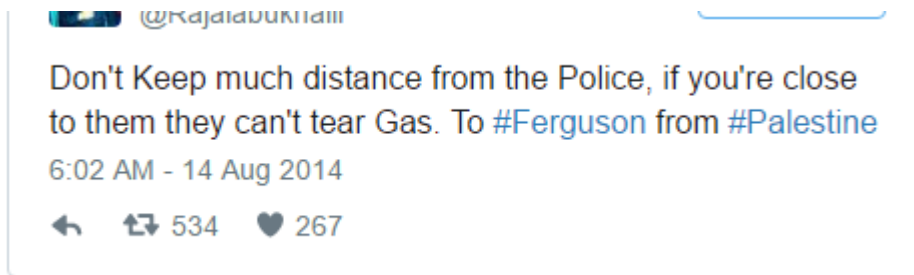 @Rajaiabukhalil
Don't Keep much distance from the Police, if you're close
to them they can't tear Gas. To #Ferguson from #Palestine
6:02 AM - 14 Aug 2014
534 267